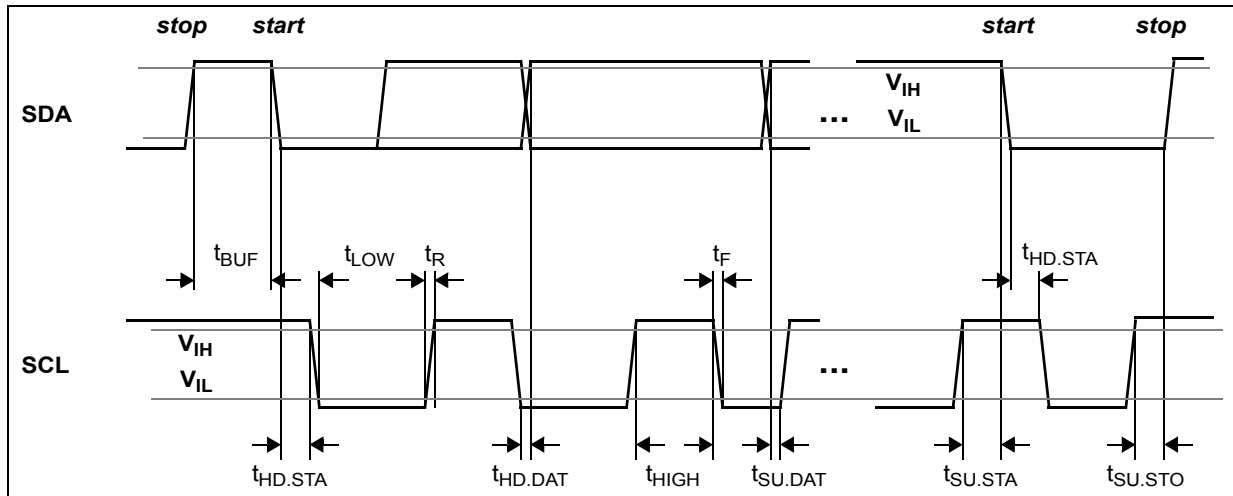 stop start start stop
SDA
V_IH
V_IL
...
t_BUF t_LOW t_R t_F t_HD.STA
SCL
V_IH
V_IL
...
t_HD.STA t_HD.DAT t_HIGH t_SU.DAT t_SU.STA t_SU.STO